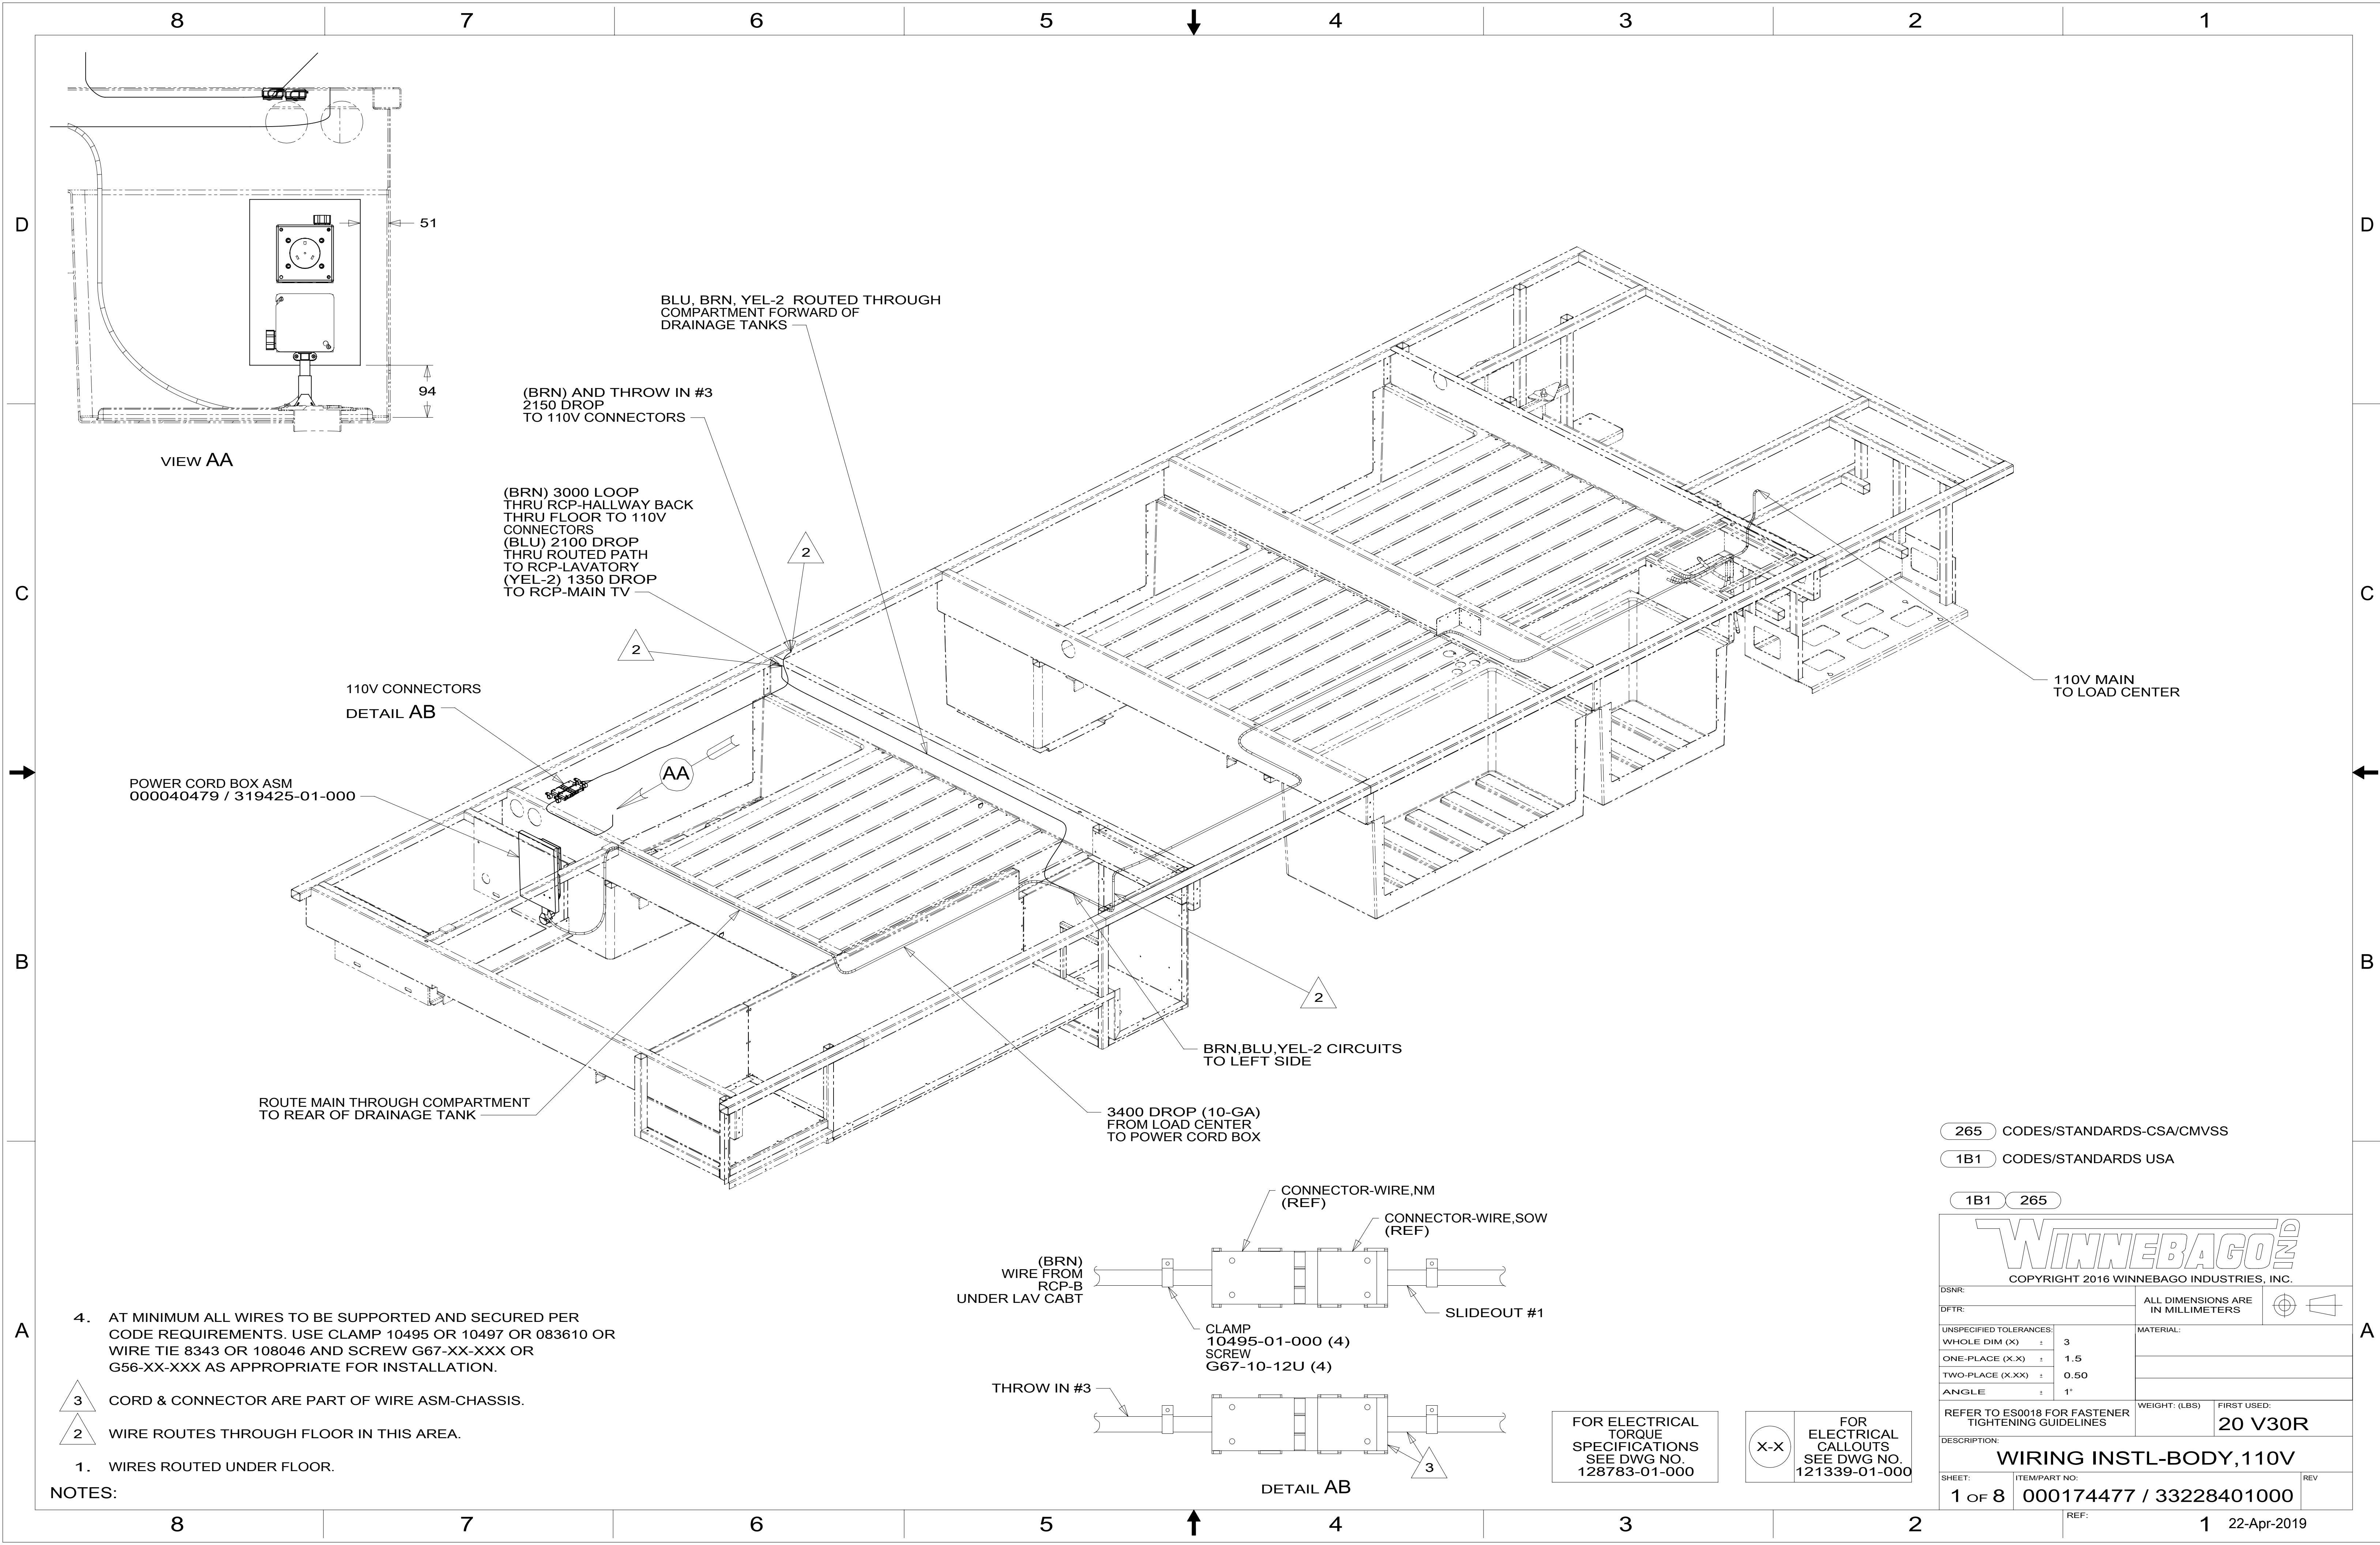 8 7 6 5 4 3 2 1
D D
C C
B B
A A
51
94
VIEW AA
BLU, BRN, YEL-2 ROUTED THROUGH
COMPARTMENT FORWARD OF
DRAINAGE TANKS
(BRN) AND THROW IN #3
2150 DROP
TO 110V CONNECTORS
(BRN) 3000 LOOP
THRU RCP-HALLWAY BACK
THRU FLOOR TO 110V
CONNECTORS
(BLU) 2100 DROP
THRU ROUTED PATH
TO RCP-LAVATORY
(YEL-2) 1350 DROP
TO RCP-MAIN TV
2
2
110V CONNECTORS
DETAIL AB
AA
POWER CORD BOX ASM
000040479 / 319425-01-000
110V MAIN
TO LOAD CENTER
2
BRN,BLU,YEL-2 CIRCUITS
TO LEFT SIDE
ROUTE MAIN THROUGH COMPARTMENT
TO REAR OF DRAINAGE TANK
3400 DROP (10-GA)
FROM LOAD CENTER
TO POWER CORD BOX
265 CODES/STANDARDS-CSA/CMVSS
1B1 CODES/STANDARDS USA
1B1 265
CONNECTOR-WIRE,NM
(REF)
CONNECTOR-WIRE,SOW
(REF)
(BRN)
WIRE FROM
RCP-B
UNDER LAV CABT
SLIDEOUT #1
CLAMP
10495-01-000 (4)
SCREW
G67-10-12U (4)
THROW IN #3
3
DETAIL AB
4. AT MINIMUM ALL WIRES TO BE SUPPORTED AND SECURED PER
CODE REQUIREMENTS. USE CLAMP 10495 OR 10497 OR 083610 OR
WIRE TIE 8343 OR 108046 AND SCREW G67-XX-XXX OR
G56-XX-XXX AS APPROPRIATE FOR INSTALLATION.
3 CORD & CONNECTOR ARE PART OF WIRE ASM-CHASSIS.
2 WIRE ROUTES THROUGH FLOOR IN THIS AREA.
1. WIRES ROUTED UNDER FLOOR.
NOTES:
FOR ELECTRICAL
TORQUE
SPECIFICATIONS
SEE DWG NO.
128783-01-000
X-X
FOR
ELECTRICAL
CALLOUTS
SEE DWG NO.
121339-01-000
WINNEBAGO IND
COPYRIGHT 2016 WINNEBAGO INDUSTRIES, INC.
DSNR:
DFTR:
ALL DIMENSIONS ARE
IN MILLIMETERS
UNSPECIFIED TOLERANCES:
WHOLE DIM (X) ± 3
ONE-PLACE (X.X) ± 1.5
TWO-PLACE (X.XX) ± 0.50
ANGLE ± 1°
MATERIAL:
REFER TO ES0018 FOR FASTENER
TIGHTENING GUIDELINES
WEIGHT: (LBS)
FIRST USED:
20 V30R
DESCRIPTION:
WIRING INSTL-BODY,110V
SHEET:
1 OF 8
ITEM/PART NO:
000174477 / 33228401000
REV
REF:
8 7 6 5 4 3 2 1
22-Apr-2019